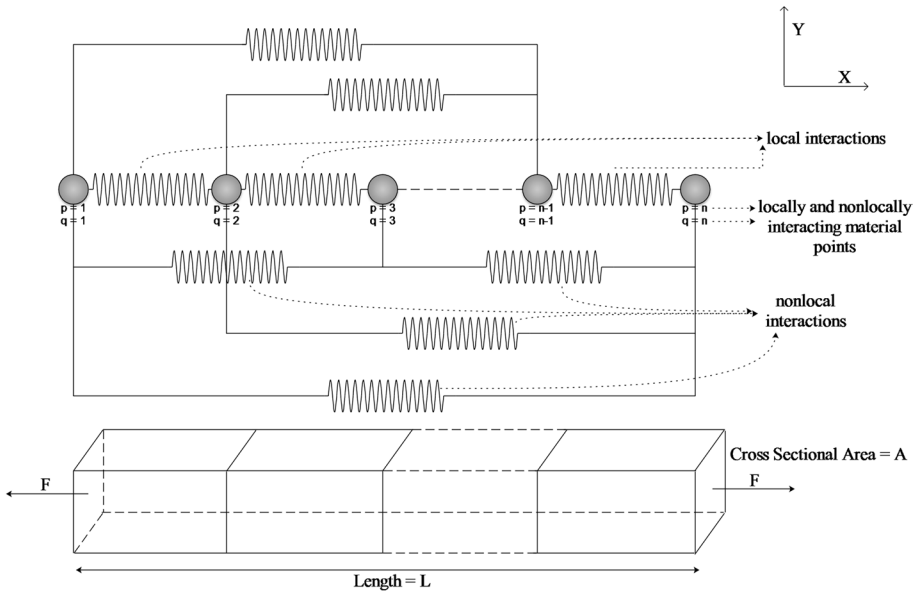 Y
X
local interactions
p = 1
q = 1
p = 2
q = 2
p = 3
q = 3
p = n-1
q = n-1
p = n
q = n
locally and nonlocally
interacting material
points
nonlocal
interactions
Cross Sectional Area = A
F
F
Length = L